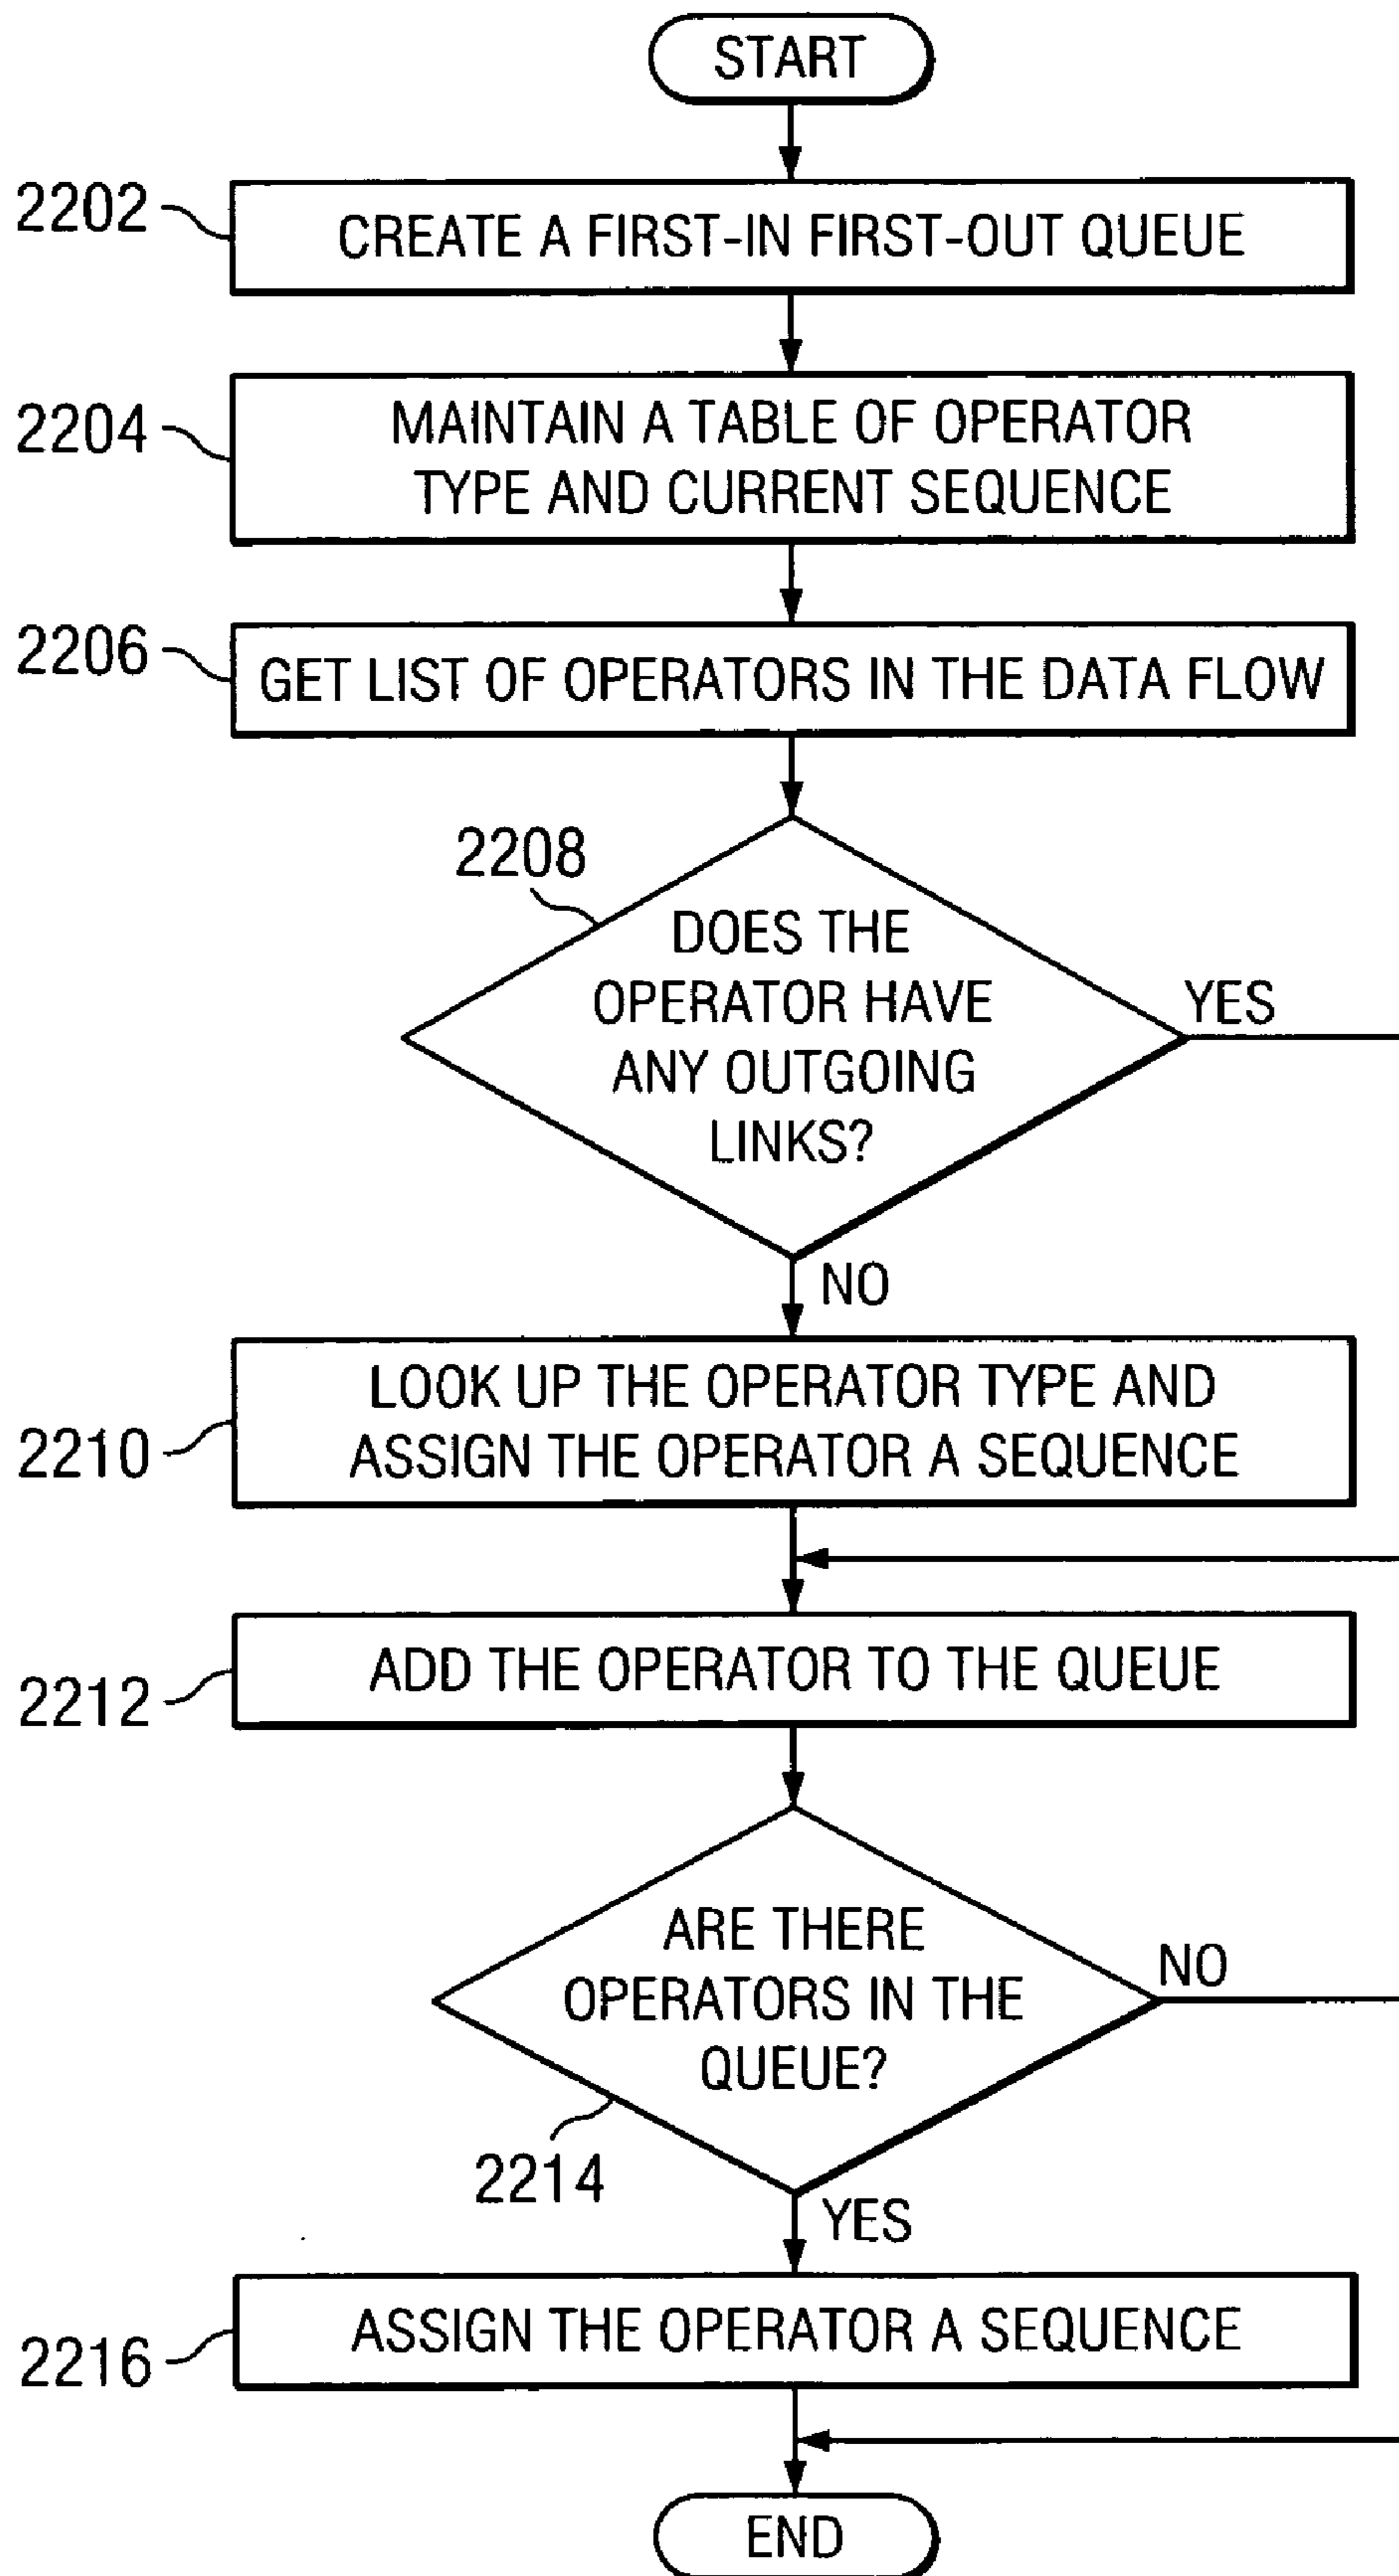 START
2202
CREATE A FIRST-IN FIRST-OUT QUEUE
2204
MAINTAIN A TABLE OF OPERATOR
TYPE AND CURRENT SEQUENCE
2206
GET LIST OF OPERATORS IN THE DATA FLOW
2208
DOES THE
OPERATOR HAVE
ANY OUTGOING
LINKS?
YES
NO
LOOK UP THE OPERATOR TYPE AND
ASSIGN THE OPERATOR A SEQUENCE
2210
ADD THE OPERATOR TO THE QUEUE
2212
ARE THERE
OPERATORS IN THE
QUEUE?
NO
2214
YES
ASSIGN THE OPERATOR A SEQUENCE
2216
END